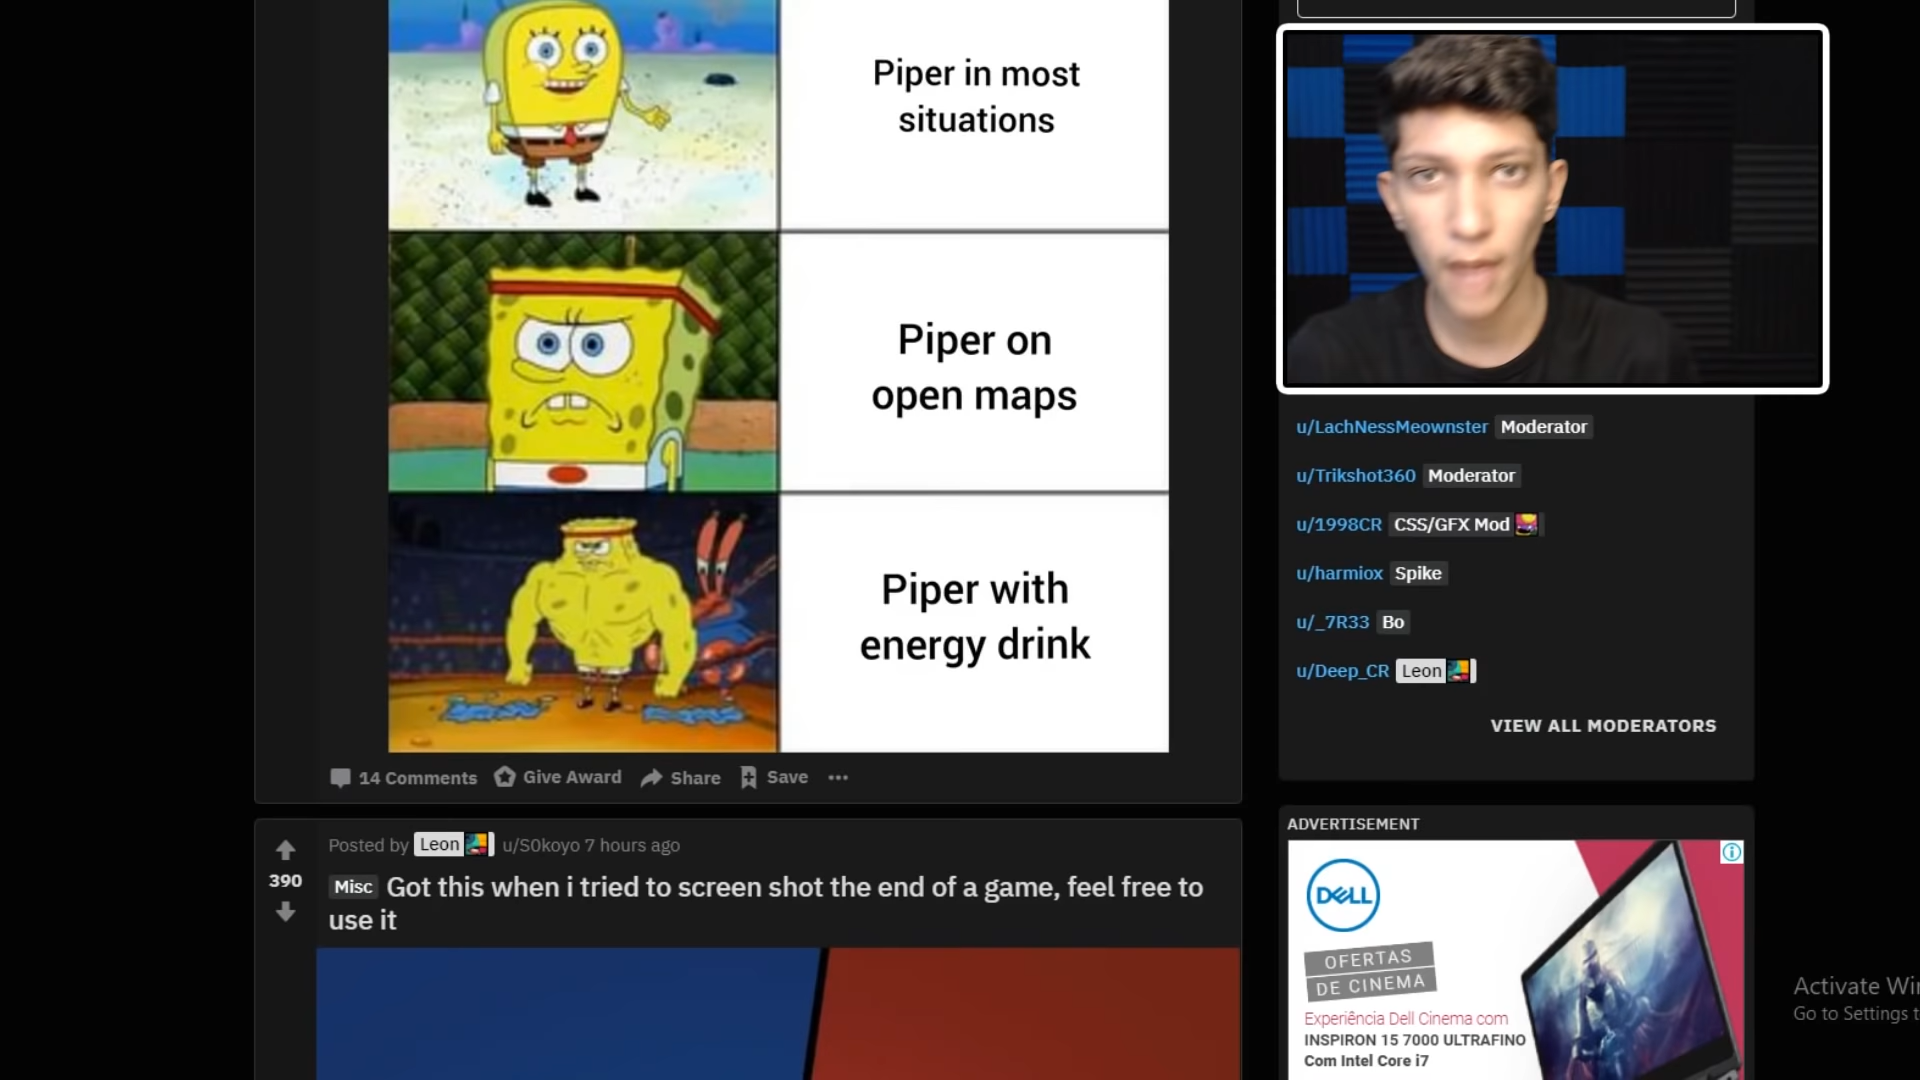 Piper in most
situations
Piper on
open maps
Piper with
energy drink
14 Comments Give Award Share Save
Posted by Leon u/S0koyo 7 hours ago
390
Misc Got this when i tried to screen shot the end of a game, feel free to
use it
u/LachNessMeownster Moderator
u/Trikshot360 Moderator
u/1998CR CSS/GFX Mod
u/harmiox Spike
u/_7R33 Bo
u/Deep_CR Leon
VIEW ALL MODERATORS
ADVERTISEMENT
DELL
OFERTAS
DE CINEMA
Experiência Dell Cinema com
INSPIRON 15 7000 ULTRAFINO
Com Intel Core i7
Activate Wi
Go to Settings t